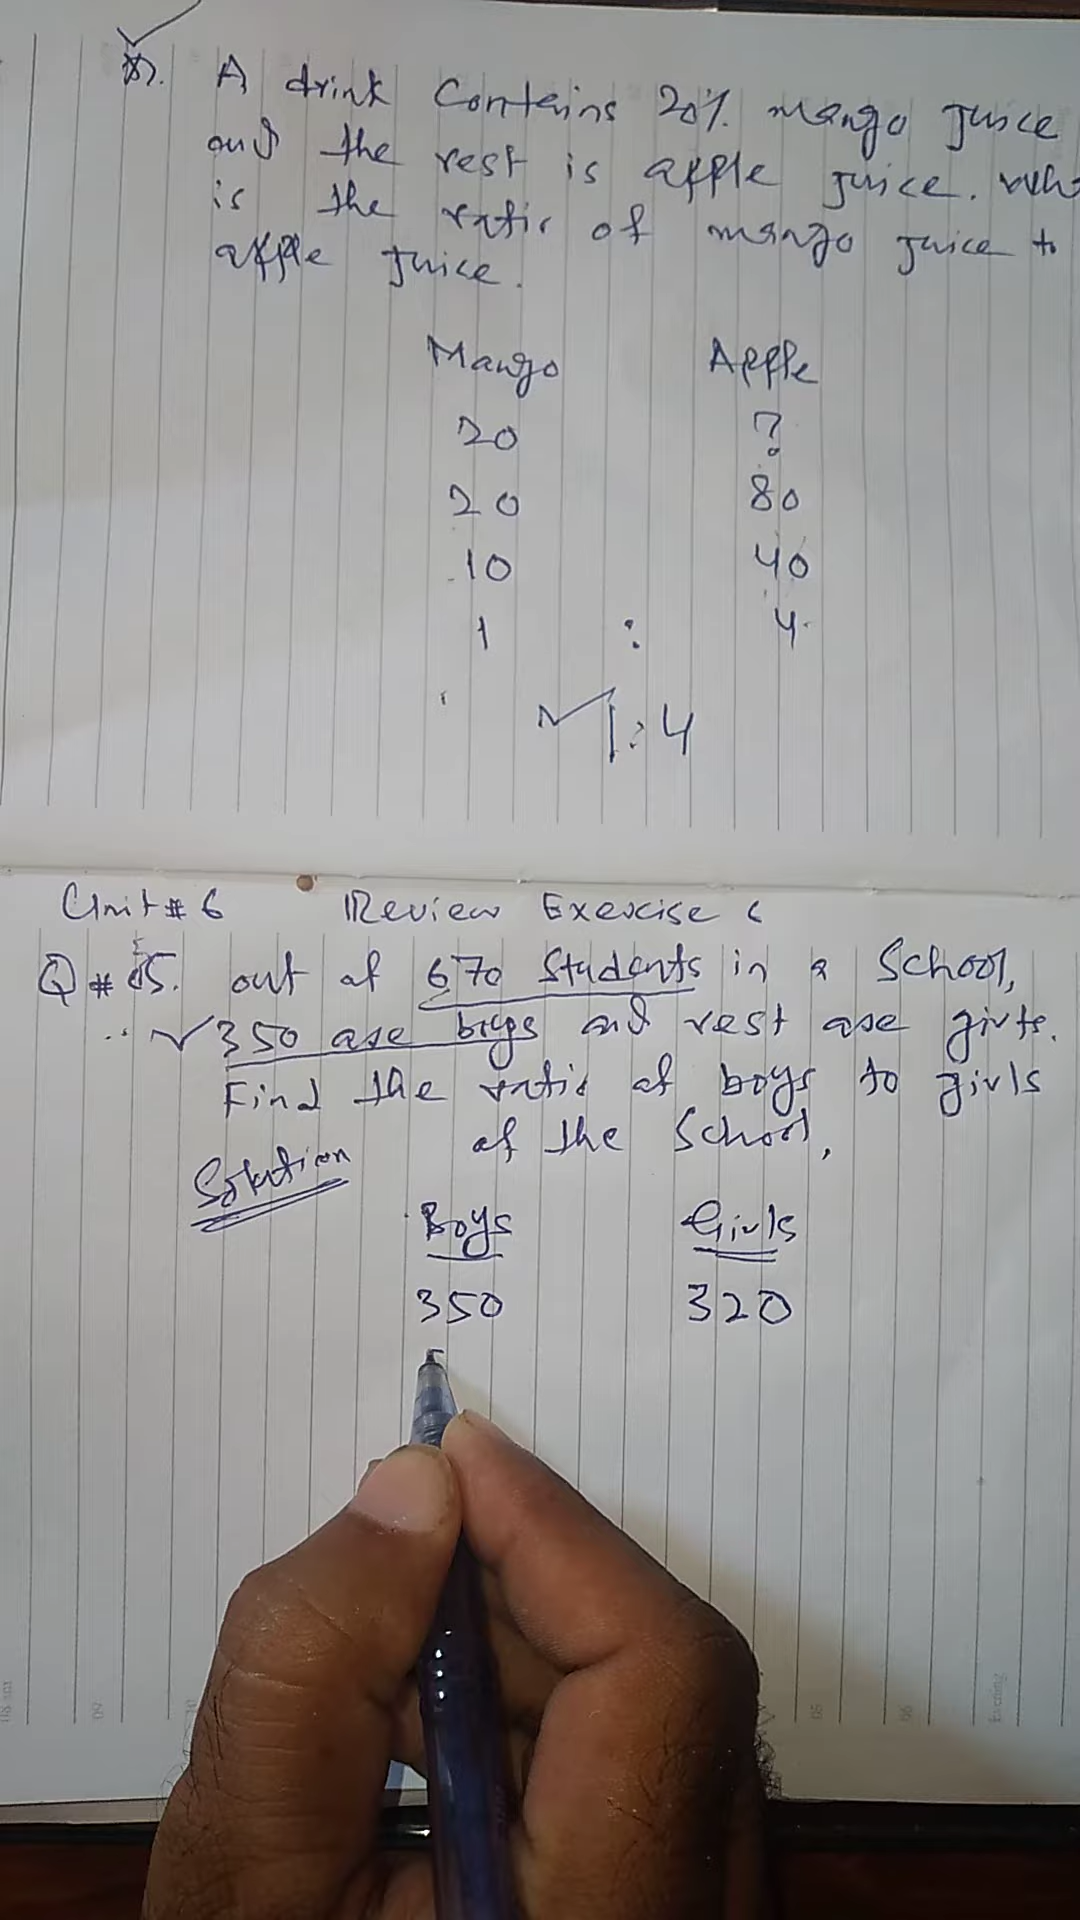 A drink Contains 20% mango juice
and the rest is apple juice.
is the ratio of mango juice to
apple juice.
Mango Apple
20 ?
20 80
10 40
1 : 4
1:4
Unit # 6 Review Exercise 6
Q # 05. out of 670 Students in a School,
350 are boys and rest are girls.
Find the ratio of boys to girls
of the School,
Solution
Boys Girls
350 320